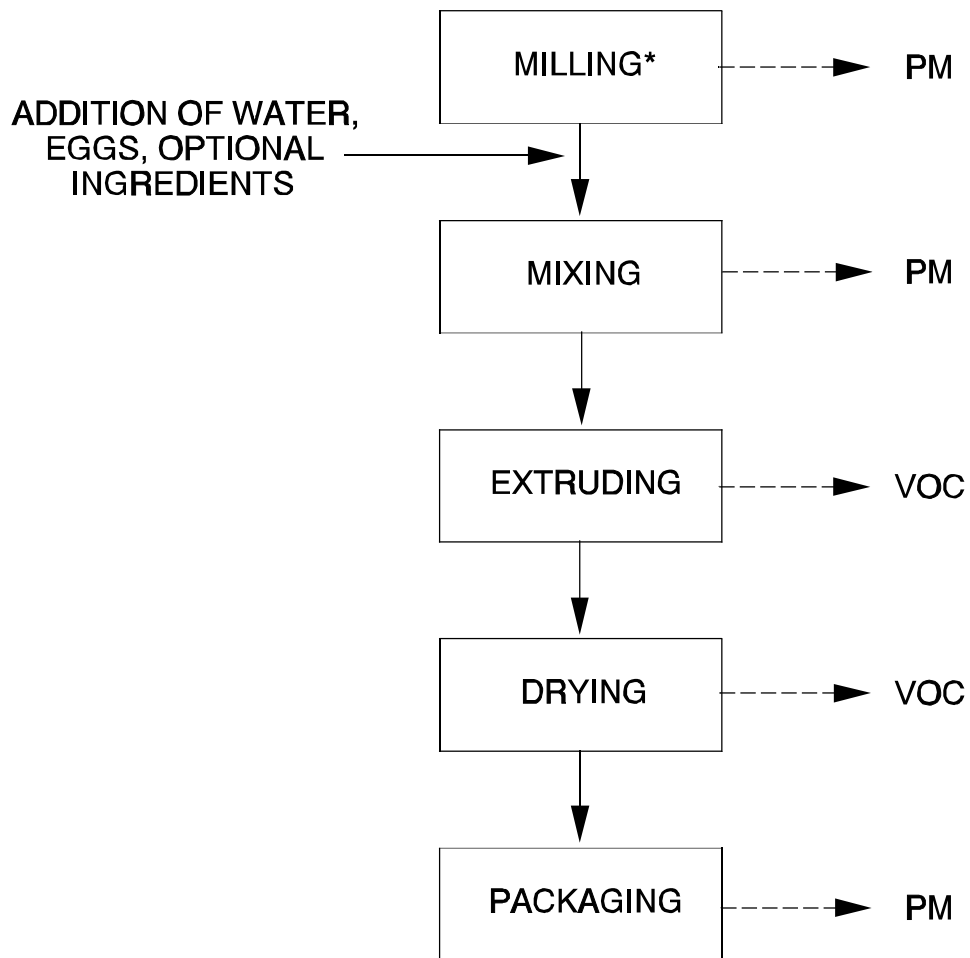 MILLING*
PM
ADDITION OF WATER,
EGGS, OPTIONAL
INGREDIENTS
MIXING
PM
EXTRUDING
VOC
DRYING
VOC
PACKAGING
PM